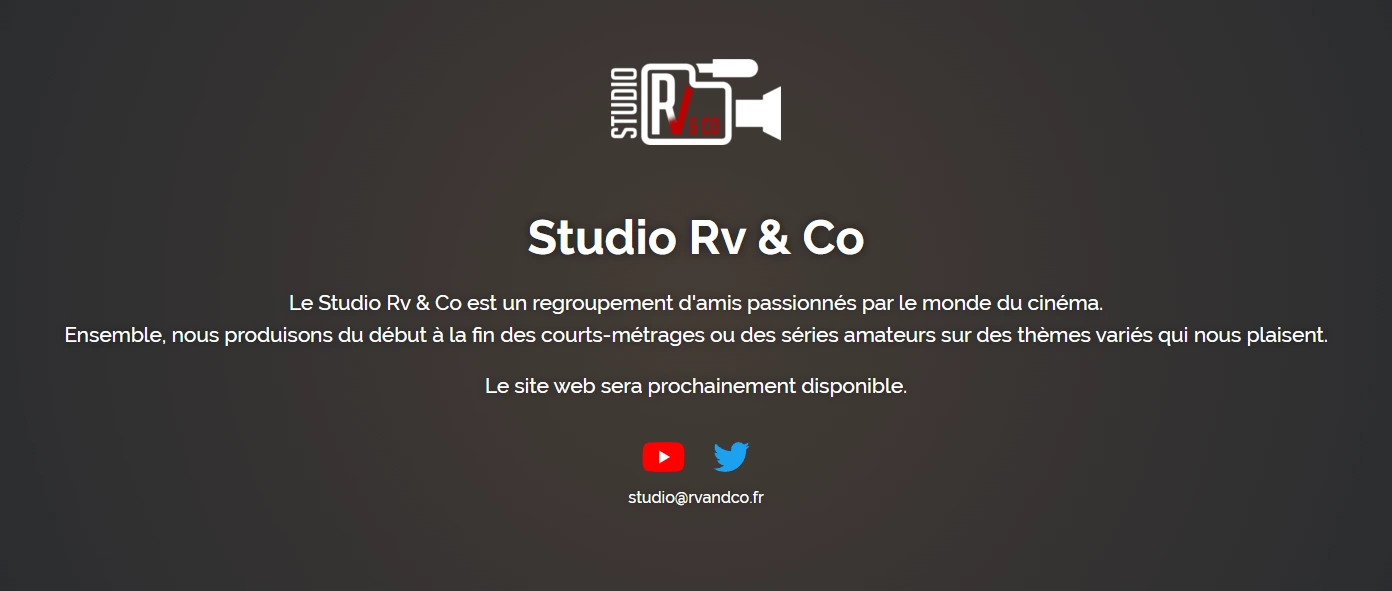 STUDIO
Rv
& CO
Studio Rv & Co
Le Studio Rv & Co est un regroupement d'amis passionnés par le monde du cinéma.
Ensemble, nous produisons du début à la fin des courts-métrages ou des séries amateurs sur des thèmes variés qui nous plaisent.
Le site web sera prochainement disponible.
studio@rvandco.fr